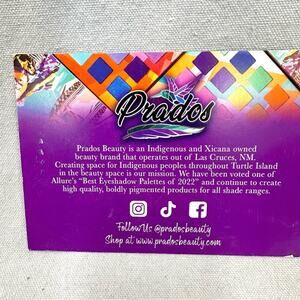 Prados
Prados Beauty is an Indigenous and Xicana owned
beauty brand that operates out of Las Cruces, NM.
Creating space for Indigenous peoples throughout Turtle Island
in the beauty space is our mission. We have been voted one of
Allure's "Best Eyeshadow Palettes of 2022" and continue to create
high quality, boldly pigmented products for all shade ranges.
Follow Us @pradosbeauty
Shop at www.pradosbeauty.com